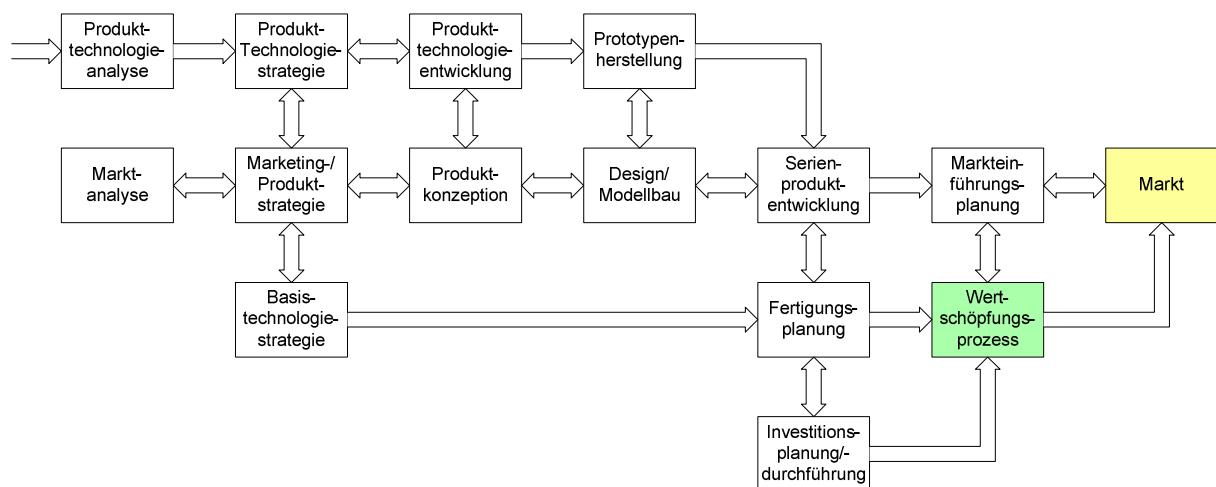 Produkt-
technologie-
analyse
Produkt-
Technologie-
strategie
Produkt-
technologie-
entwicklung
Prototypen-
herstellung
Markt-
analyse
Marketing-/
Produkt-
strategie
Produkt-
konzeption
Design/
Modellbau
Serien-
produkt-
entwicklung
Marktein-
führungs-
planung
Markt
Basis-
technologie-
strategie
Fertigungs-
planung
Wert-
schöpfungs-
prozess
Investitions-
planung/-
durchführung